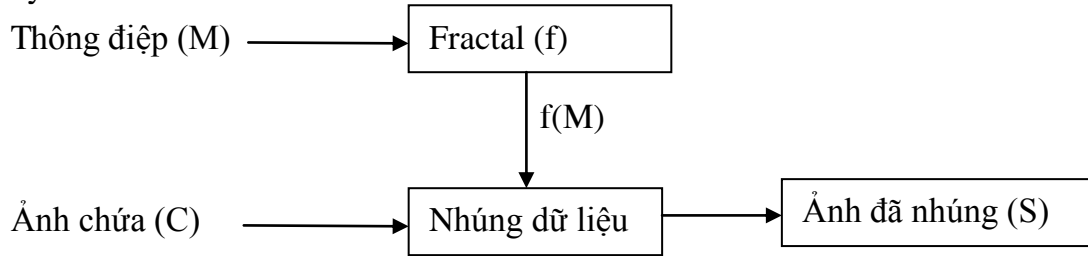 Thông điệp (M)
Fractal (f)
f(M)
Ảnh chứa (C)
Nhúng dữ liệu
Ảnh đã nhúng (S)